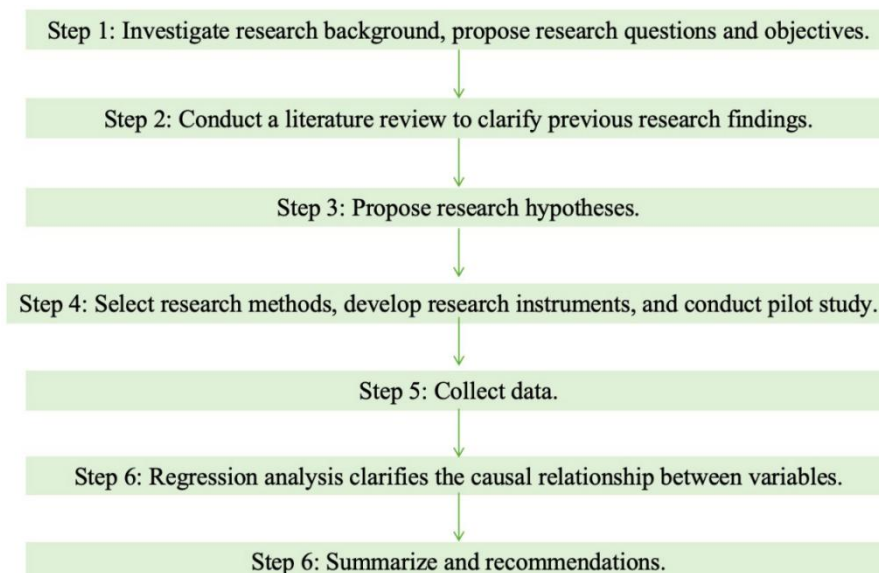 Step 1: Investigate research background, propose research questions and objectives.
Step 2: Conduct a literature review to clarify previous research findings.
Step 3: Propose research hypotheses.
Step 4: Select research methods, develop research instruments, and conduct pilot study.
Step 5: Collect data.
Step 6: Regression analysis clarifies the causal relationship between variables.
Step 6: Summarize and recommendations.